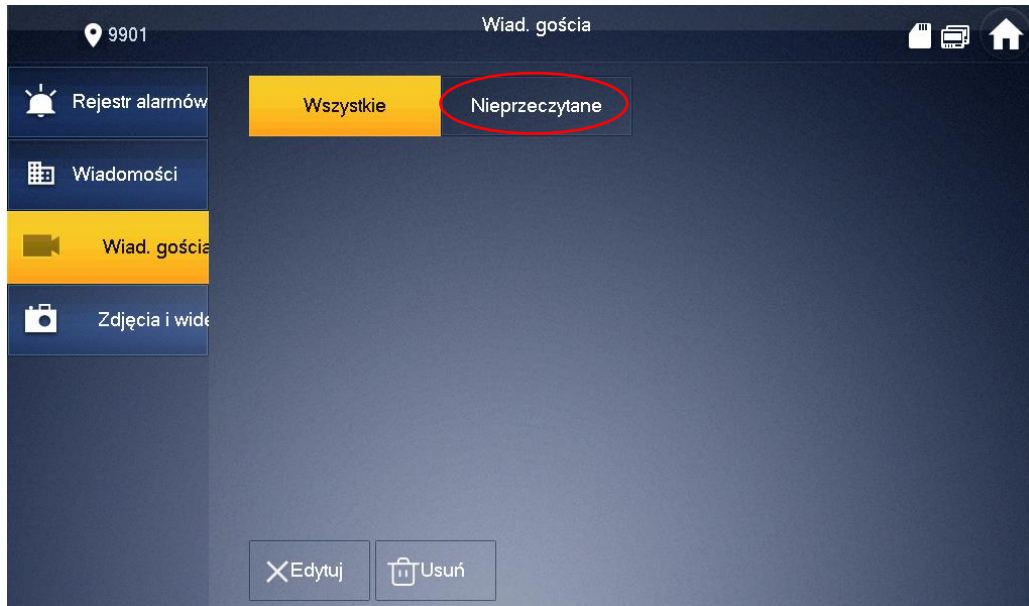 9901
Wiad. gościa
Rejestr alarmów
Wszystkie
Nieprzeczytane
Wiadomości
Wiad. gościa
Zdjęcia i wide
Edytuj
Usuń